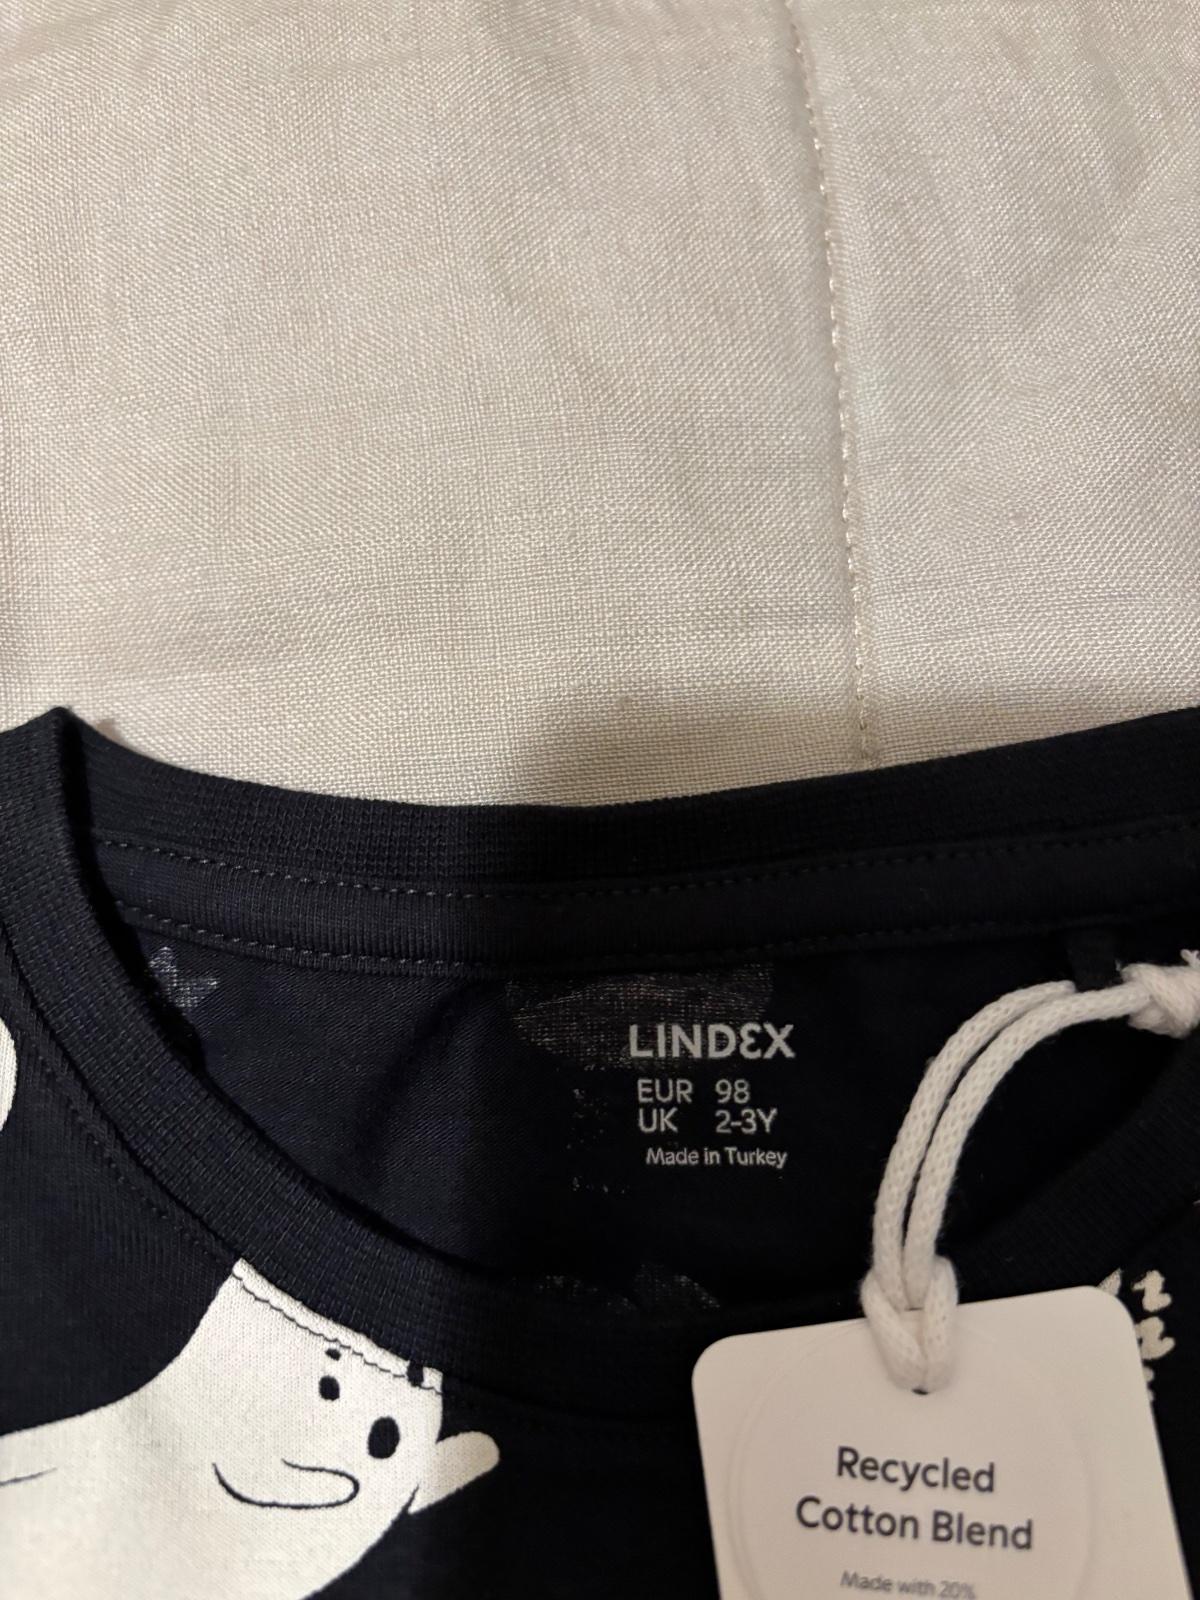 LINDEX
EUR 98
UK 2-3Y
Made in Turkey
z
z
Recycled
Cotton Blend
Made with 20%